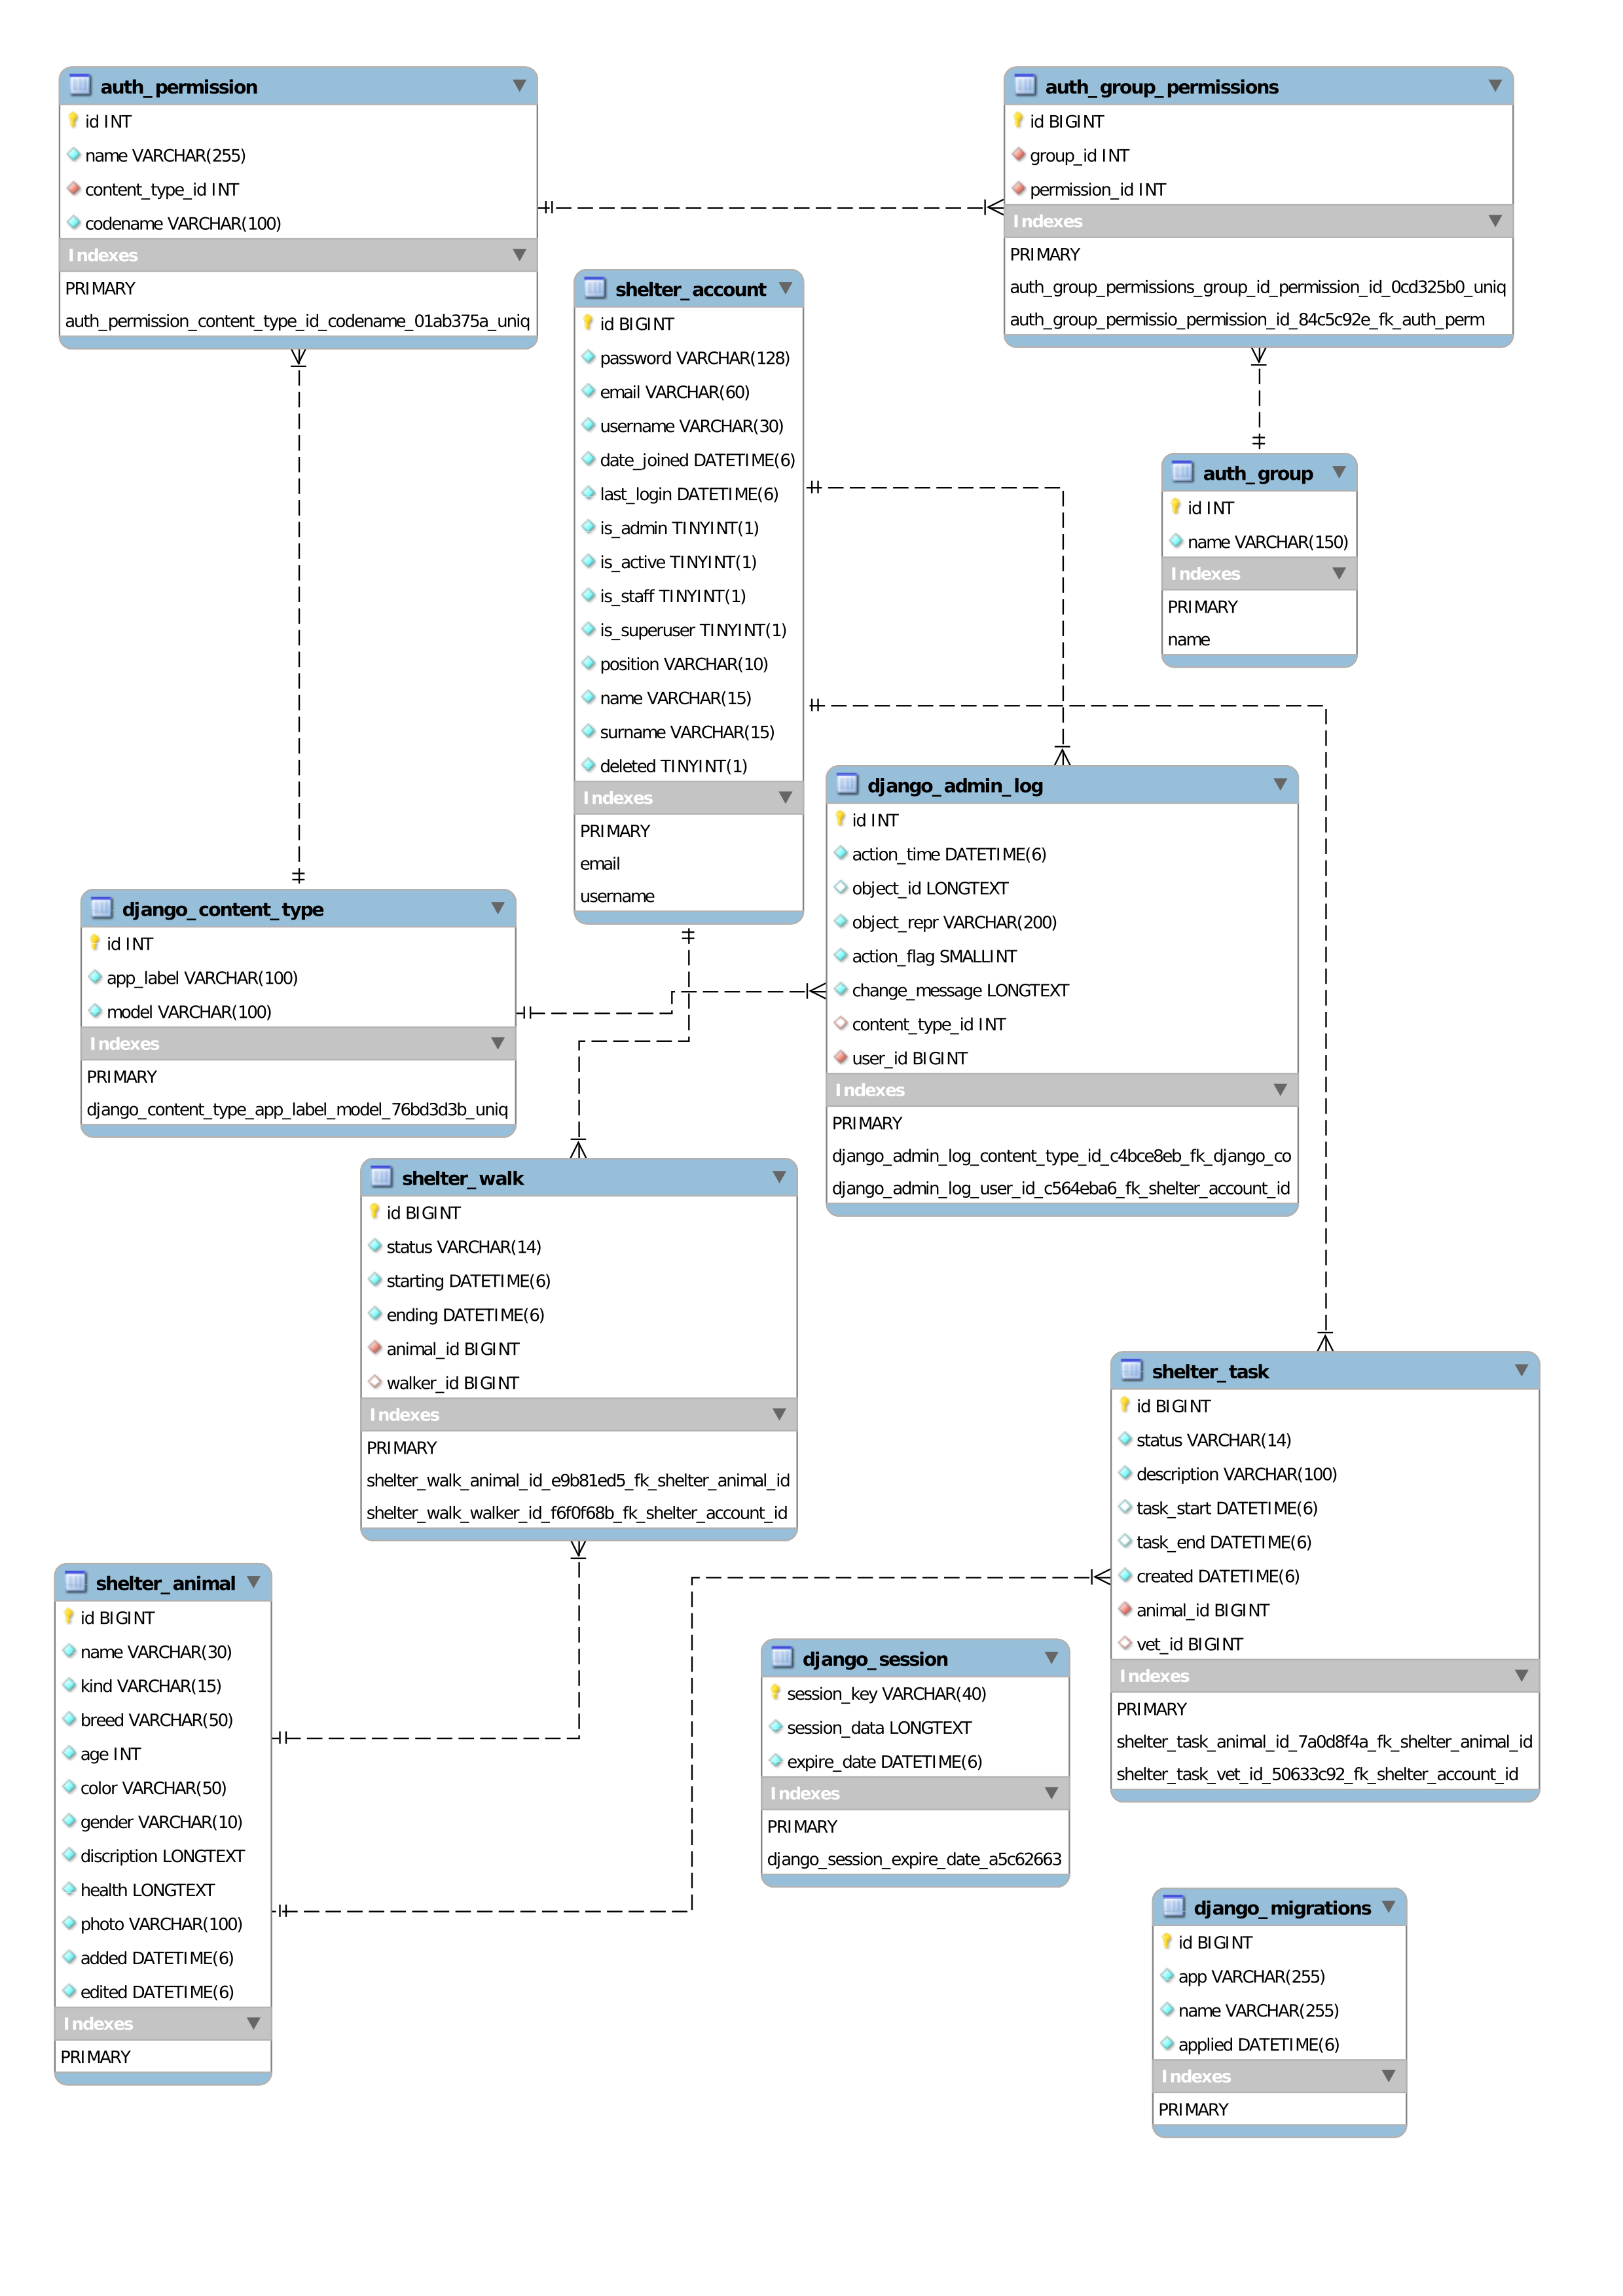 auth_permission
id INT
name VARCHAR(255)
content_type_id INT
codename VARCHAR(100)
Indexes
PRIMARY
auth_permission_content_type_id_codename_01ab375a_uniq
auth_group_permissions
id BIGINT
group_id INT
permission_id INT
Indexes
PRIMARY
auth_group_permissions_group_id_permission_id_0cd325b0_uniq
auth_group_permissio_permission_id_84c5c92e_fk_auth_perm
shelter_account
id BIGINT
password VARCHAR(128)
email VARCHAR(60)
username VARCHAR(30)
date_joined DATETIME(6)
last_login DATETIME(6)
is_admin TINYINT(1)
is_active TINYINT(1)
is_staff TINYINT(1)
is_superuser TINYINT(1)
position VARCHAR(10)
name VARCHAR(15)
surname VARCHAR(15)
deleted TINYINT(1)
Indexes
PRIMARY
email
username
auth_group
id INT
name VARCHAR(150)
Indexes
PRIMARY
name
django_admin_log
id INT
action_time DATETIME(6)
object_id LONGTEXT
object_repr VARCHAR(200)
action_flag SMALLINT
change_message LONGTEXT
content_type_id INT
user_id BIGINT
Indexes
PRIMARY
django_admin_log_content_type_id_c4bce8eb_fk_django_co
django_admin_log_user_id_c564eba6_fk_shelter_account_id
django_content_type
id INT
app_label VARCHAR(100)
model VARCHAR(100)
Indexes
PRIMARY
django_content_type_app_label_model_76bd3d3b_uniq
shelter_walk
id BIGINT
status VARCHAR(14)
starting DATETIME(6)
ending DATETIME(6)
animal_id BIGINT
walker_id BIGINT
Indexes
PRIMARY
shelter_walk_animal_id_e9b81ed5_fk_shelter_animal_id
shelter_walk_walker_id_f6f0f68b_fk_shelter_account_id
shelter_task
id BIGINT
status VARCHAR(14)
description VARCHAR(100)
task_start DATETIME(6)
task_end DATETIME(6)
created DATETIME(6)
animal_id BIGINT
vet_id BIGINT
Indexes
PRIMARY
shelter_task_animal_id_7a0d8f4a_fk_shelter_animal_id
shelter_task_vet_id_50633c92_fk_shelter_account_id
shelter_animal
id BIGINT
name VARCHAR(30)
kind VARCHAR(15)
breed VARCHAR(50)
age INT
color VARCHAR(50)
gender VARCHAR(10)
discription LONGTEXT
health LONGTEXT
photo VARCHAR(100)
added DATETIME(6)
edited DATETIME(6)
Indexes
PRIMARY
django_session
session_key VARCHAR(40)
session_data LONGTEXT
expire_date DATETIME(6)
Indexes
PRIMARY
django_session_expire_date_a5c62663
django_migrations
id BIGINT
app VARCHAR(255)
name VARCHAR(255)
applied DATETIME(6)
Indexes
PRIMARY